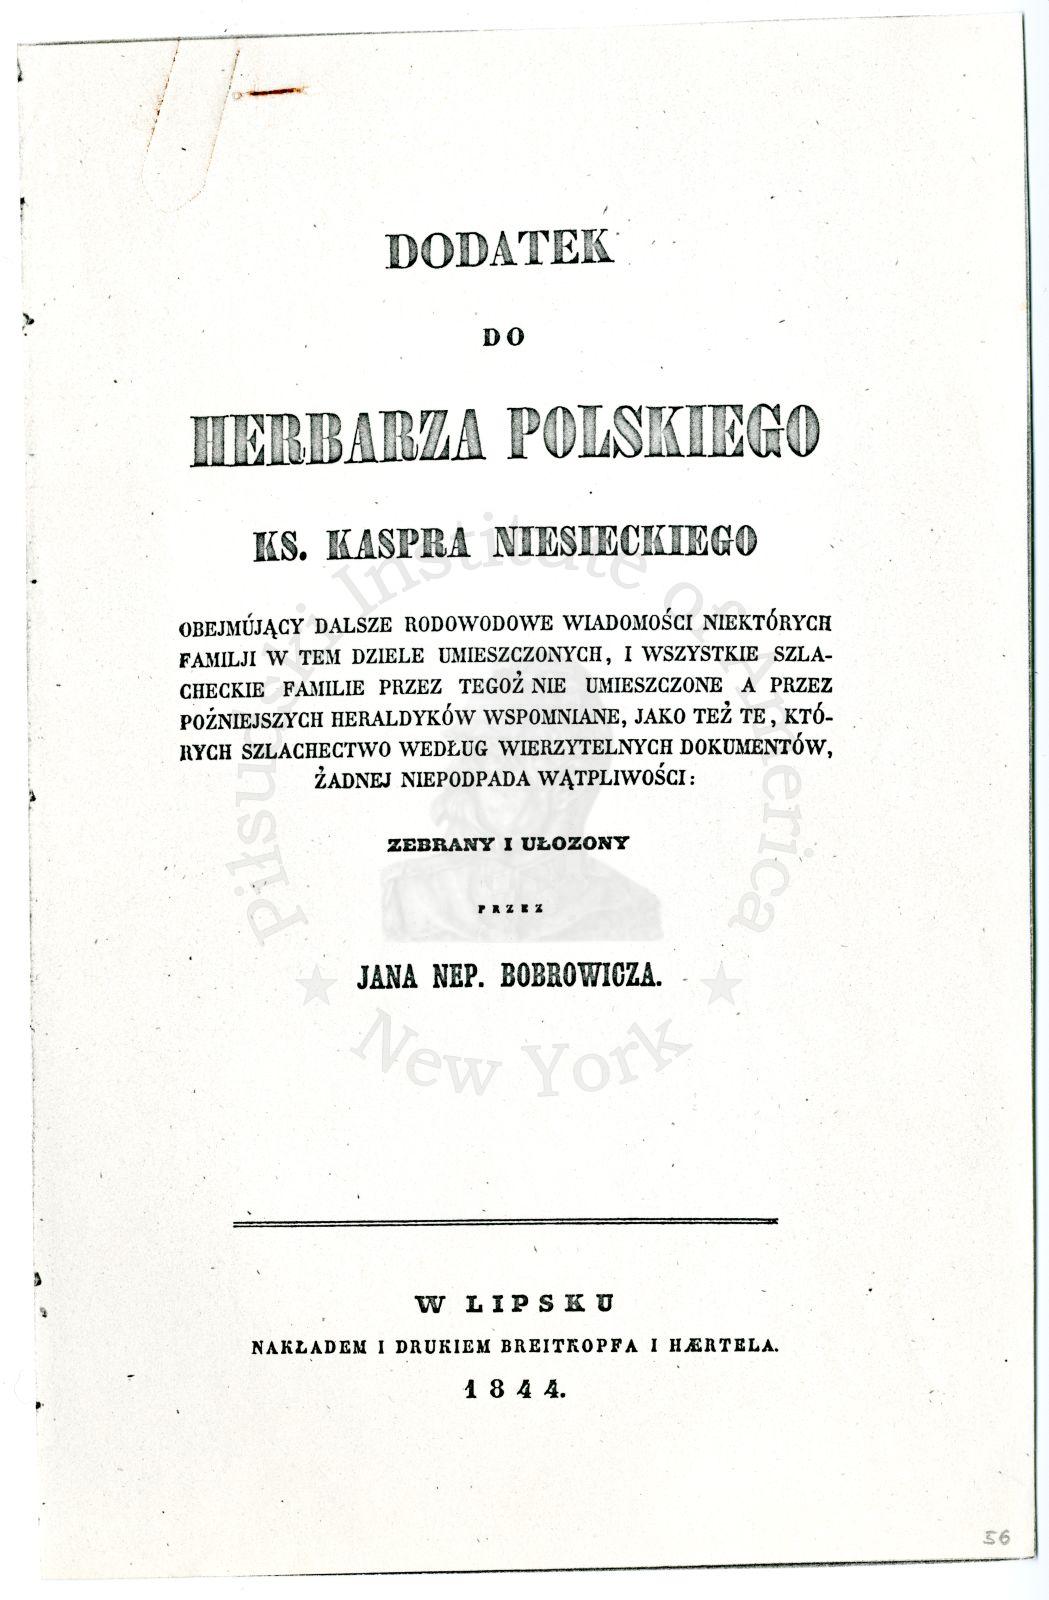 DODATEK
DO
HERBARZA POLSKIEGO
KS. KASPRA NIESIECKIEGO
OBEJMÚJĄCY DALSZE RODOWODOWE WIADOMOŚCI NIEKTÓRYCH
FAMILJI W TEM DZIELE UMIESZCZONYCH, I WSZYSTKIE SZLA-
CHECKIE FAMILIE PRZEZ TEGOŻ NIE UMIESZCZONE A PRZEZ
POŹNIEJSZYCH HERALDYKÓW WSPOMNIANE, JAKO TEŻ TE, KTÓ-
RYCH SZLACHECTWO WEDŁUG WIERZYTELNYCH DOKUMENTÓW,
ŻADNEJ NIEPODPADA WĄTPLIWOŚCI:
ZEBRANY I UŁOZONY
PRZEZ
JANA NEP. BOBROWICZA.
W LIPSKU
NAKŁADEM I DRUKIEM BREITKOPFA I HÆRTELA.
1844.
56
Pilsudski Institute of America
★ New York ★